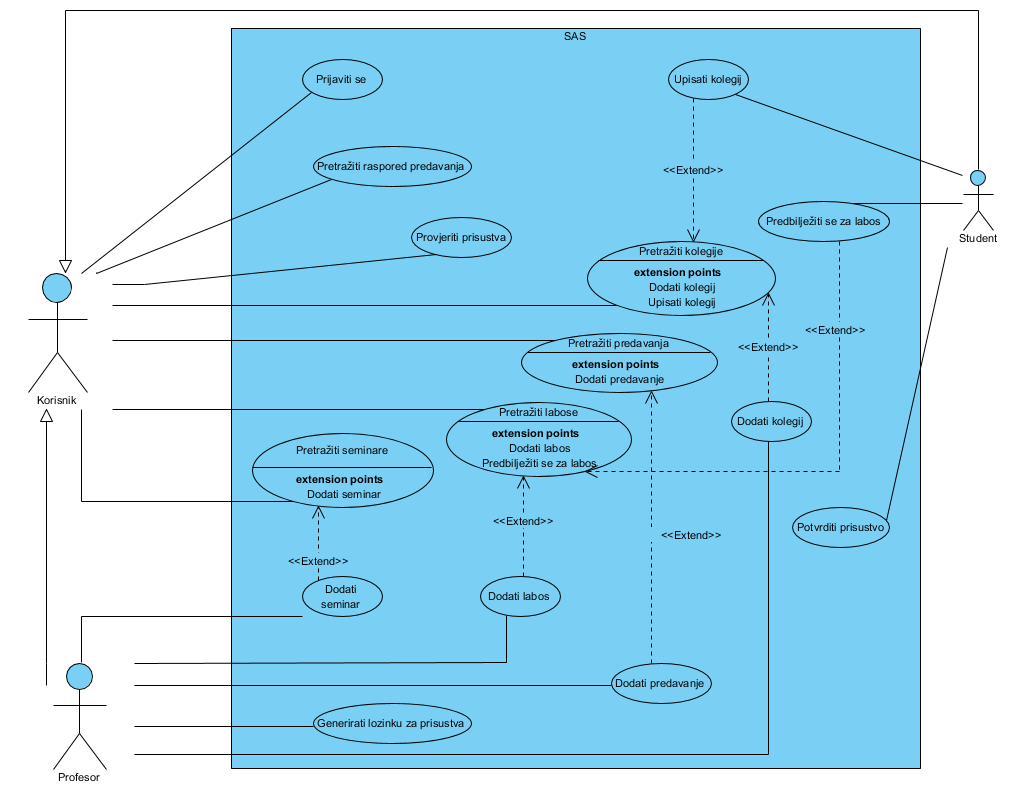 SAS
Prijaviti se
Upisati kolegij
Pretražiti raspored predavanja
<<Extend>>
Student
Provjeriti prisustva
Predbilježiti se za labos
Pretražiti kolegije
extension points
Dodati kolegij
Upisati kolegij
<<Extend>>
<<Extend>>
Korisnik
Pretražiti predavanja
extension points
Dodati predavanje
Pretražiti labose
extension points
Dodati labos
Predbilježiti se za labos
Dodati kolegij
Pretražiti seminare
extension points
Dodati seminar
<<Extend>>
<<Extend>>
Potvrditi prisustvo
<<Extend>>
Dodati
seminar
Dodati labos
Dodati predavanje
Generirati lozinku za prisustva
Profesor